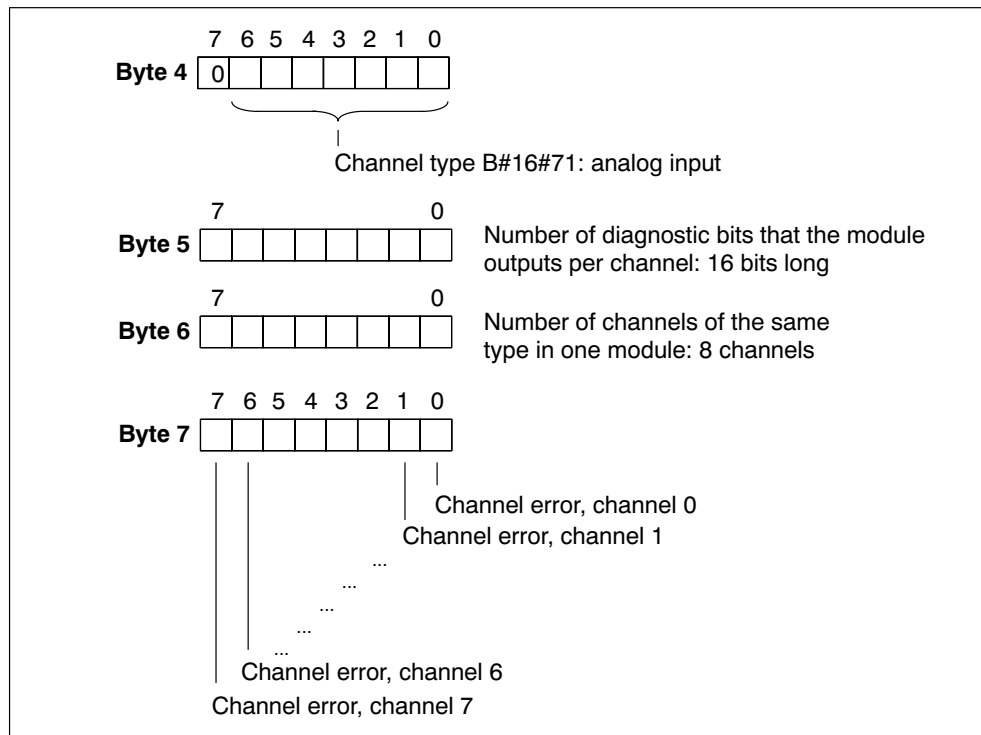 7 6 5 4 3 2 1 0
Byte 4 0
Channel type B#16#71: analog input
7 0
Byte 5
Number of diagnostic bits that the module
outputs per channel: 16 bits long
7 0
Byte 6
Number of channels of the same
type in one module: 8 channels
7 6 5 4 3 2 1 0
Byte 7
Channel error, channel 0
Channel error, channel 1
...
...
...
...
...
Channel error, channel 6
Channel error, channel 7